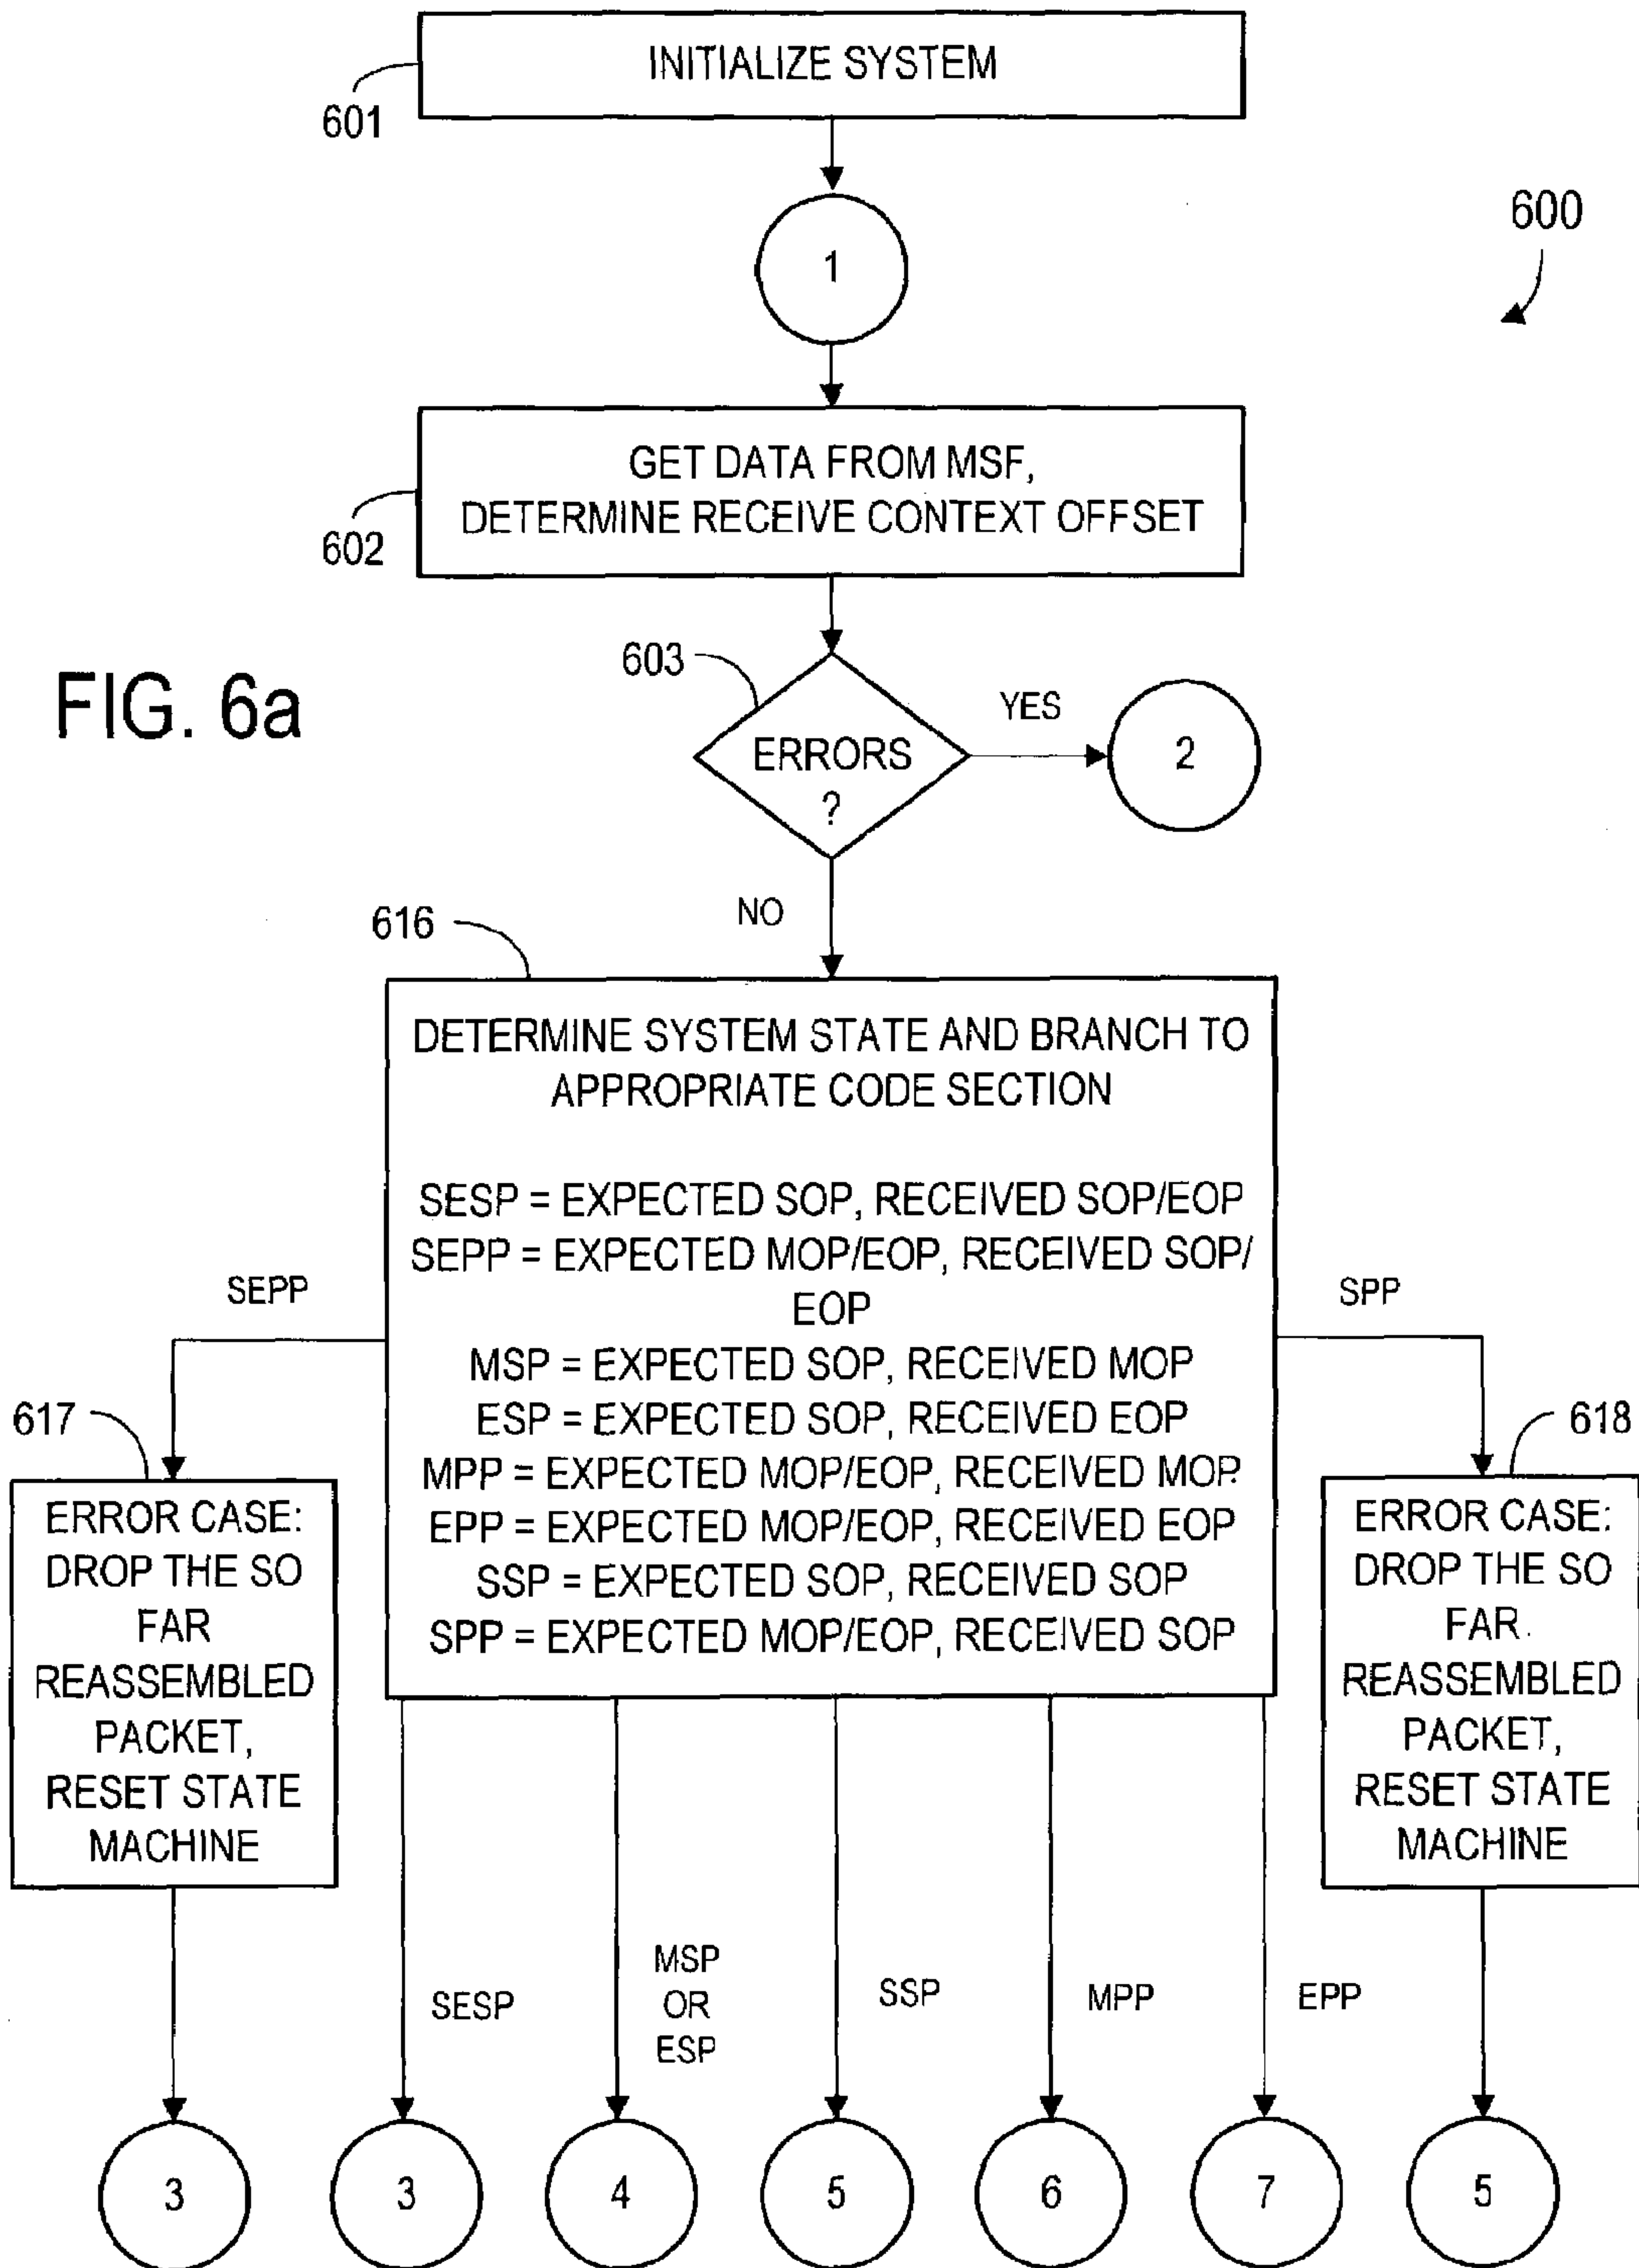 INITIALIZE SYSTEM
601
1
600
GET DATA FROM MSF,
DETERMINE RECEIVE CONTEXT OFFSET
602
603
FIG. 6a
ERRORS
?
YES
2
NO
616
DETERMINE SYSTEM STATE AND BRANCH TO
APPROPRIATE CODE SECTION
SESP = EXPECTED SOP, RECEIVED SOP/EOP
SEPP = EXPECTED MOP/EOP, RECEIVED SOP/
EOP
MSP = EXPECTED SOP, RECEIVED MOP
ESP = EXPECTED SOP, RECEIVED EOP
MPP = EXPECTED MOP/EOP, RECEIVED MOP
EPP = EXPECTED MOP/EOP, RECEIVED EOP
SSP = EXPECTED SOP, RECEIVED SOP
SPP = EXPECTED MOP/EOP, RECEIVED SOP
SEPP
SPP
617
ERROR CASE:
DROP THE SO
FAR
REASSEMBLED
PACKET,
RESET STATE
MACHINE
618
ERROR CASE:
DROP THE SO
FAR
REASSEMBLED
PACKET,
RESET STATE
MACHINE
SESP
MSP
OR
ESP
SSP
MPP
EPP
3
3
4
5
6
7
5